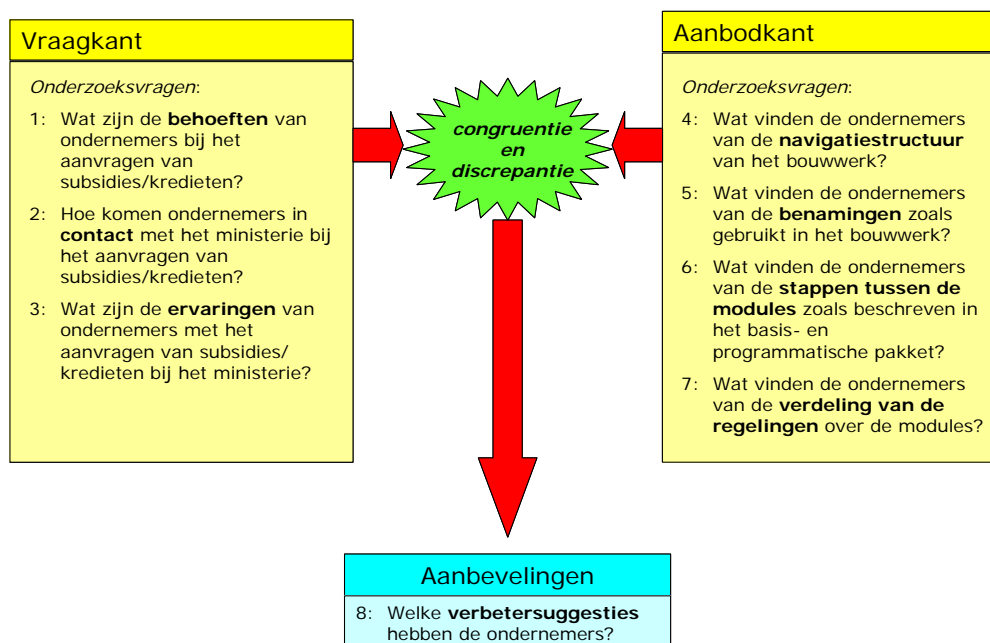 Vraagkant
Onderzoeksvragen:
1: Wat zijn de behoeften van
ondernemers bij het
aanvragen van
subsidies/kredieten?
2: Hoe komen ondernemers in
contact met het ministerie bij
het aanvragen van
subsidies/kredieten?
3: Wat zijn de ervaringen van
ondernemers met het
aanvragen van subsidies/
kredieten bij het ministerie?
congruentie
en
discrepantie
Aanbodkant
Onderzoeksvragen:
4: Wat vinden de ondernemers
van de navigatiestructuur
van het bouwwerk?
5: Wat vinden de ondernemers
van de benamingen zoals
gebruikt in het bouwwerk?
6: Wat vinden de ondernemers
van de stappen tussen de
modules zoals beschreven in
het basis- en
programmatische pakket?
7: Wat vinden de ondernemers
van de verdeling van de
regelingen over de modules?
Aanbevelingen
8: Welke verbetersuggesties
hebben de ondernemers?